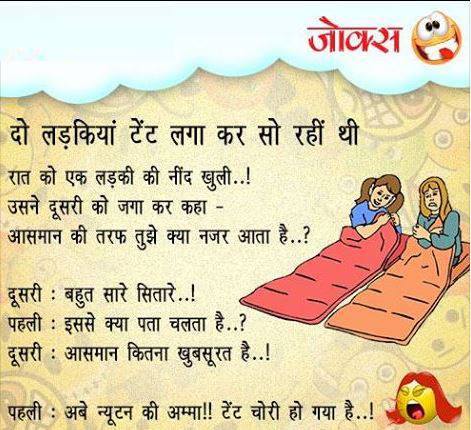 जोक्स
दो लड़कियां टेंट लगा कर सो रहीं थी
रात को एक लड़की की नींद खुली..!
उसने दूसरी को जगा कर कहा -
आसमान की तरफ तुझे क्या नजर आता है..?
दूसरी : बहुत सारे सितारे..!
पहली : इससे क्या पता चलता है..?
दूसरी : आसमान कितना खुबसूरत है..!
पहली : अबे न्यूटन की अम्मा!! टेंट चोरी हो गया है..!